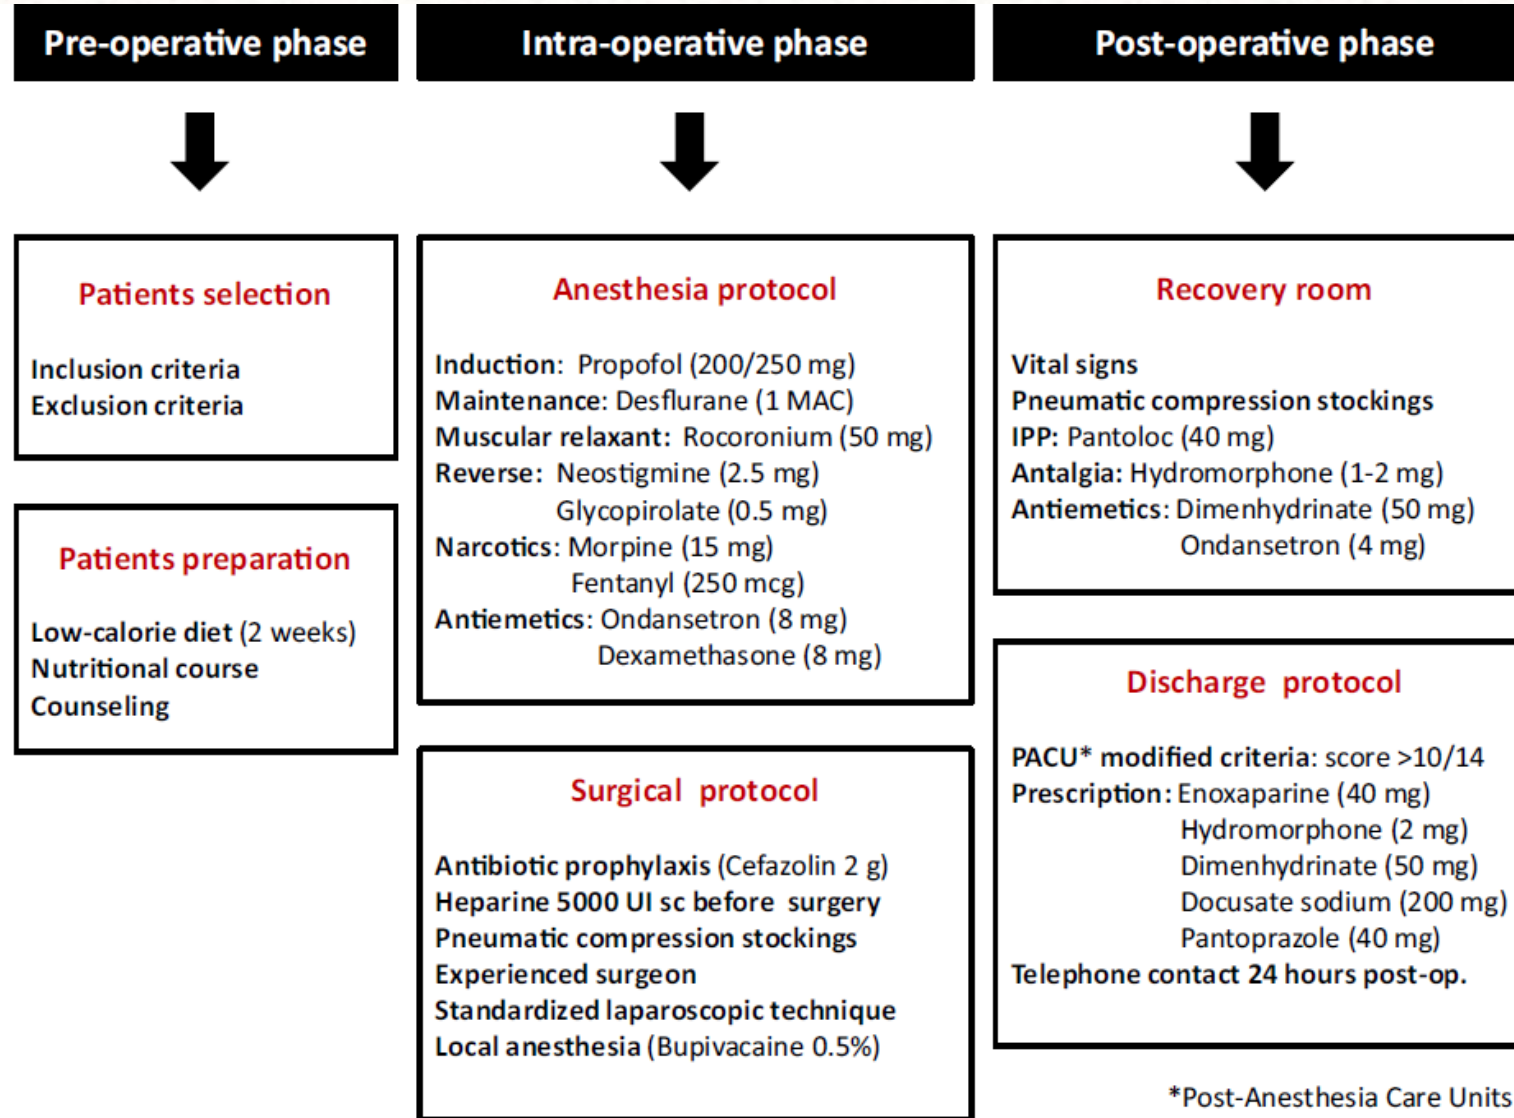 Pre-operative phase
Patients selection
Inclusion criteria
Exclusion criteria
Patients preparation
Low-calorie diet (2 weeks)
Nutritional course
Counseling
Intra-operative phase
Anesthesia protocol
Induction: Propofol (200/250 mg)
Maintenance: Desflurane (1 MAC)
Muscular relaxant: Rocoronium (50 mg)
Reverse: Neostigmine (2.5 mg)
Glycopirolate (0.5 mg)
Narcotics: Morpine (15 mg)
Fentanyl (250 mcg)
Antiemetics: Ondansetron (8 mg)
Dexamethasone (8 mg)
Surgical protocol
Antibiotic prophylaxis (Cefazolin 2 g)
Heparine 5000 UI sc before surgery
Pneumatic compression stockings
Experienced surgeon
Standardized laparoscopic technique
Local anesthesia (Bupivacaine 0.5%)
Post-operative phase
Recovery room
Vital signs
Pneumatic compression stockings
IPP: Pantoloc (40 mg)
Antalgia: Hydromorphone (1-2 mg)
Antiemetics: Dimenhydrinate (50 mg)
Ondansetron (4 mg)
Discharge protocol
PACU* modified criteria: score >10/14
Prescription: Enoxaparine (40 mg)
Hydromorphone (2 mg)
Dimenhydrinate (50 mg)
Docusate sodium (200 mg)
Pantoprazole (40 mg)
Telephone contact 24 hours post-op.
*Post-Anesthesia Care Units